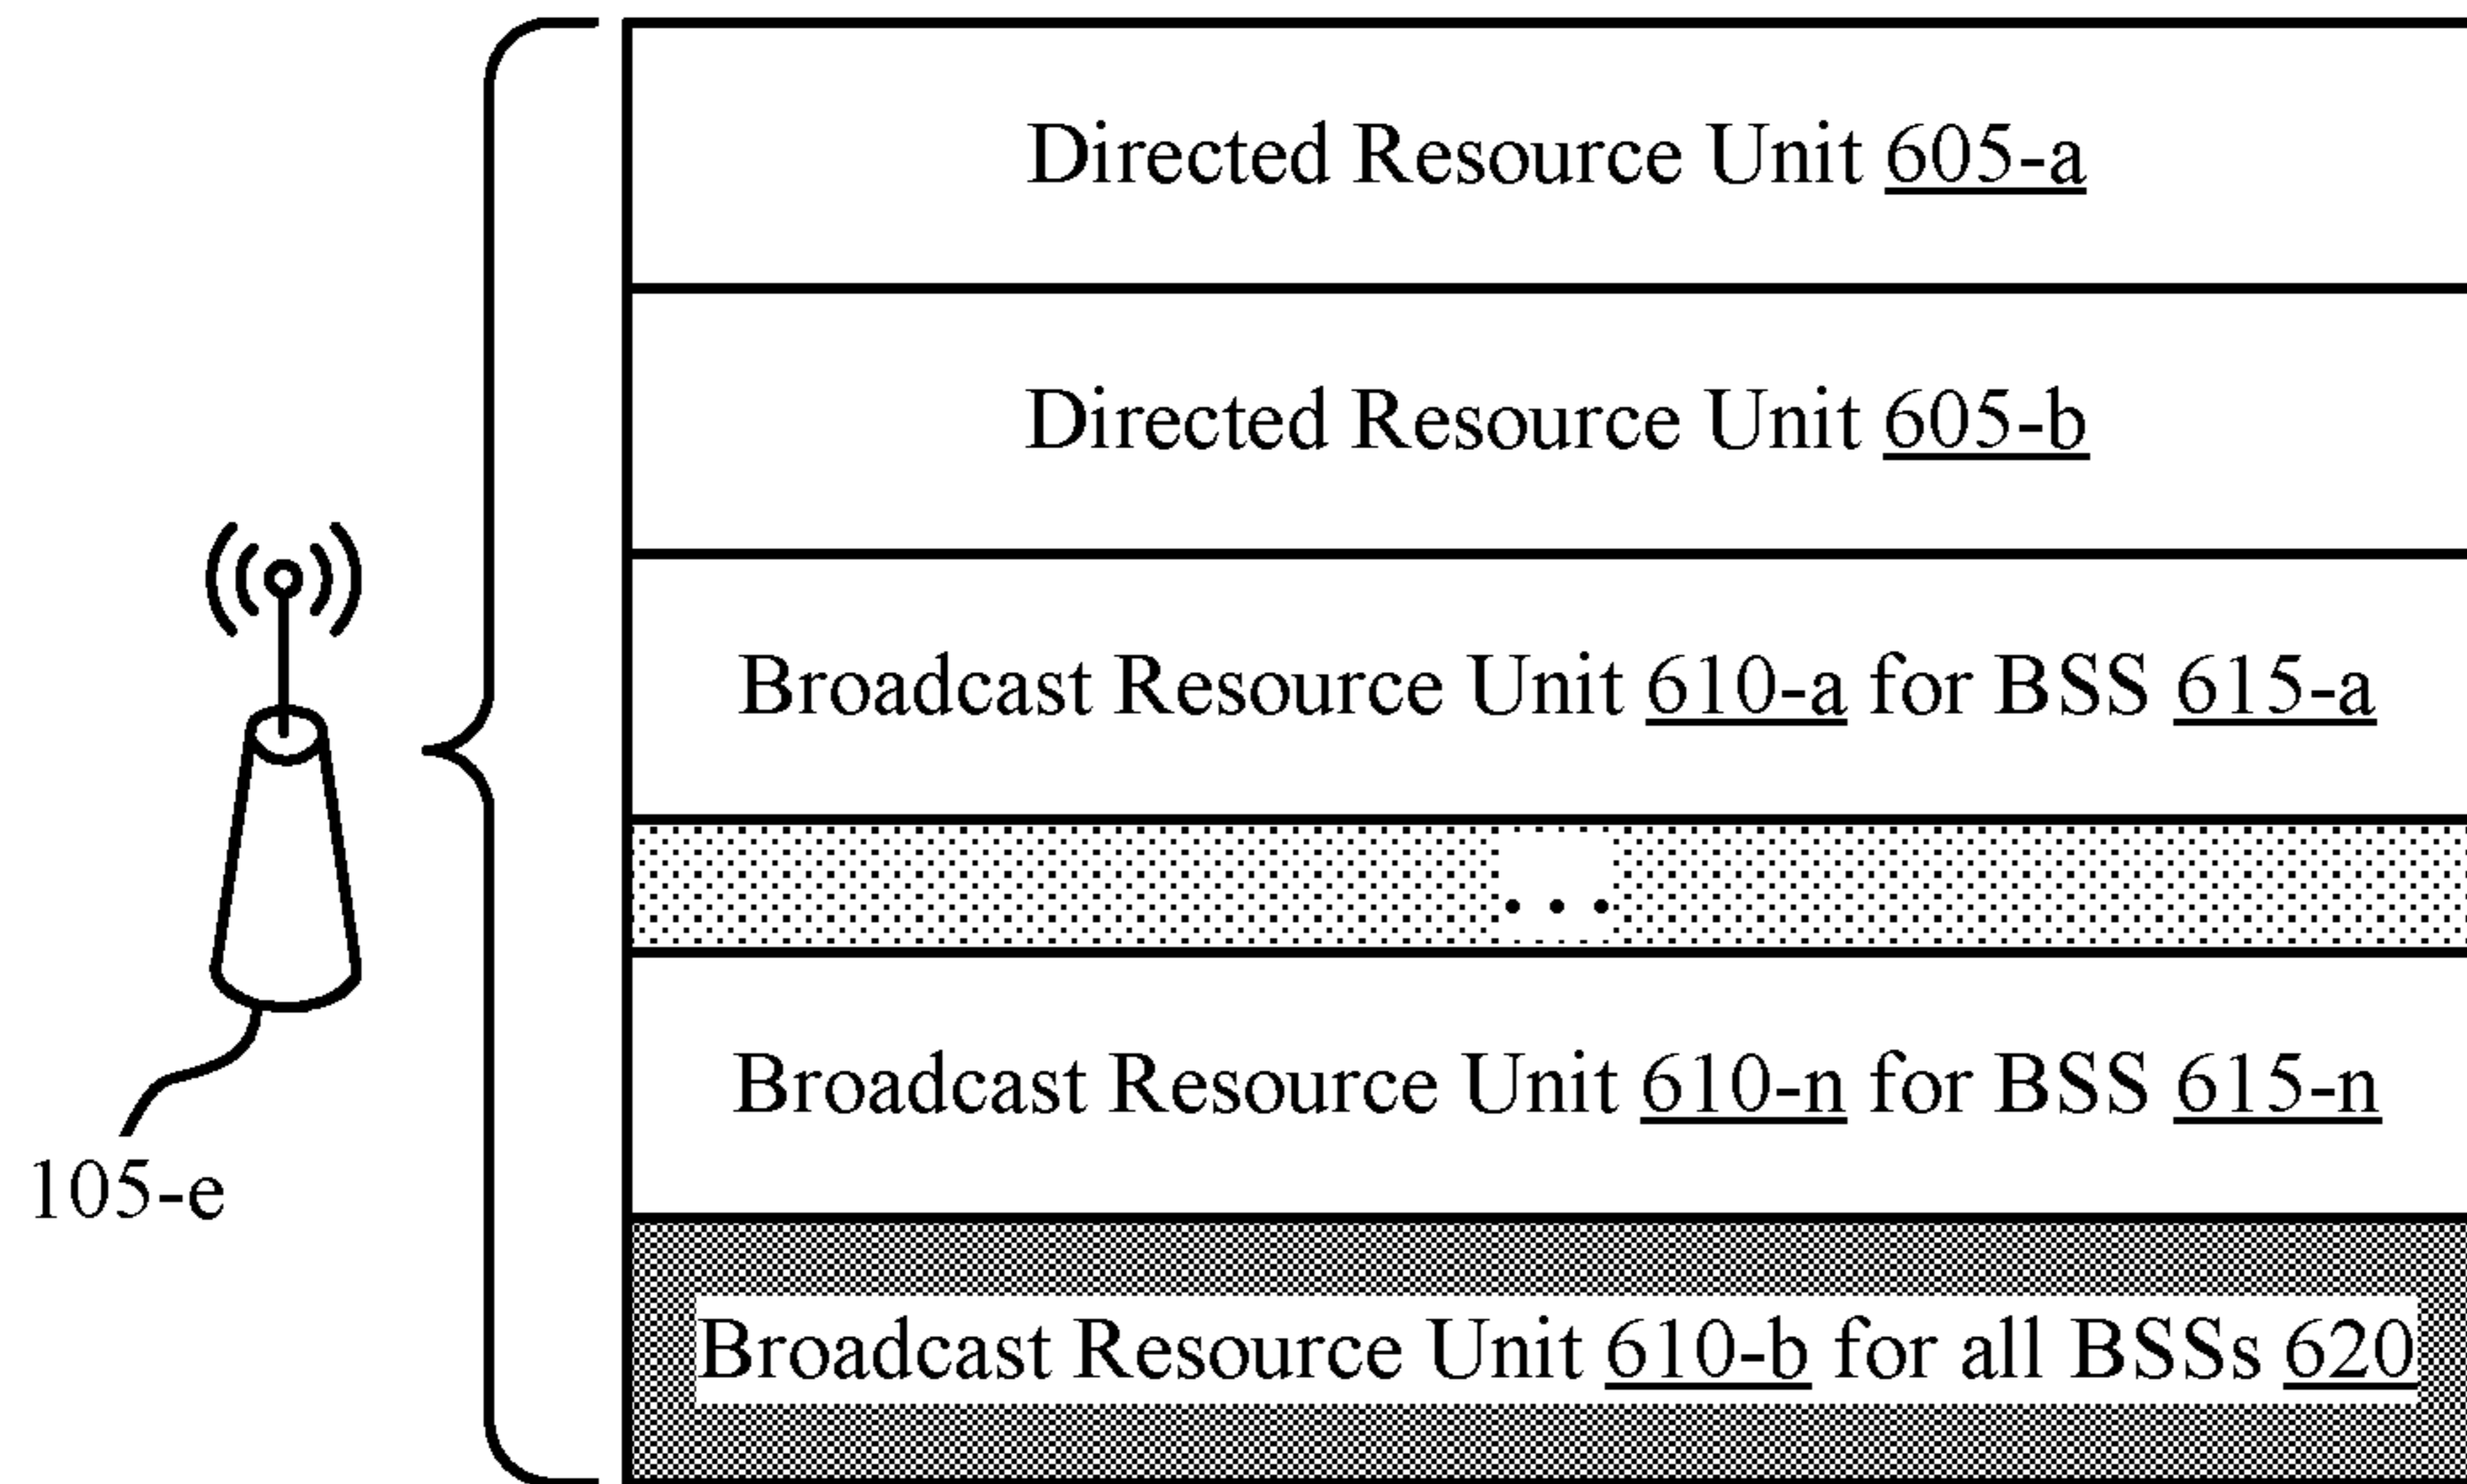 Directed Resource Unit 605-a
Directed Resource Unit 605-b
Broadcast Resource Unit 610-a for BSS 615-a
...
Broadcast Resource Unit 610-n for BSS 615-n
105-e
Broadcast Resource Unit 610-b for all BSSs 620